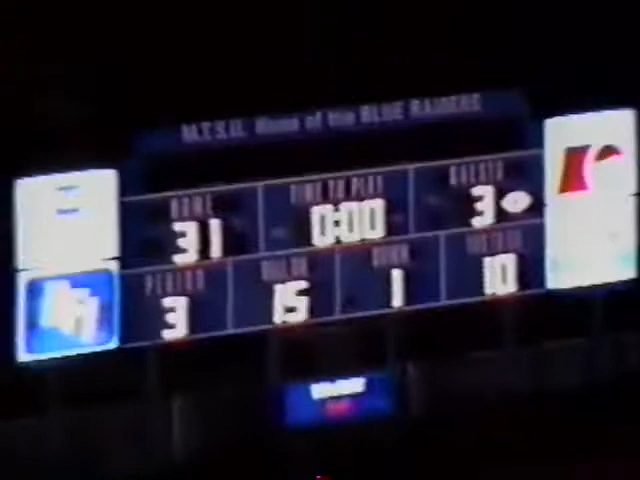 M.T.S.U. Home of the BLUE RAIDERS
HOME TIME TO PLAY GUESTS
31 0:00 3
PERIOD BALL ON DOWN TO GO
3 15 1 10